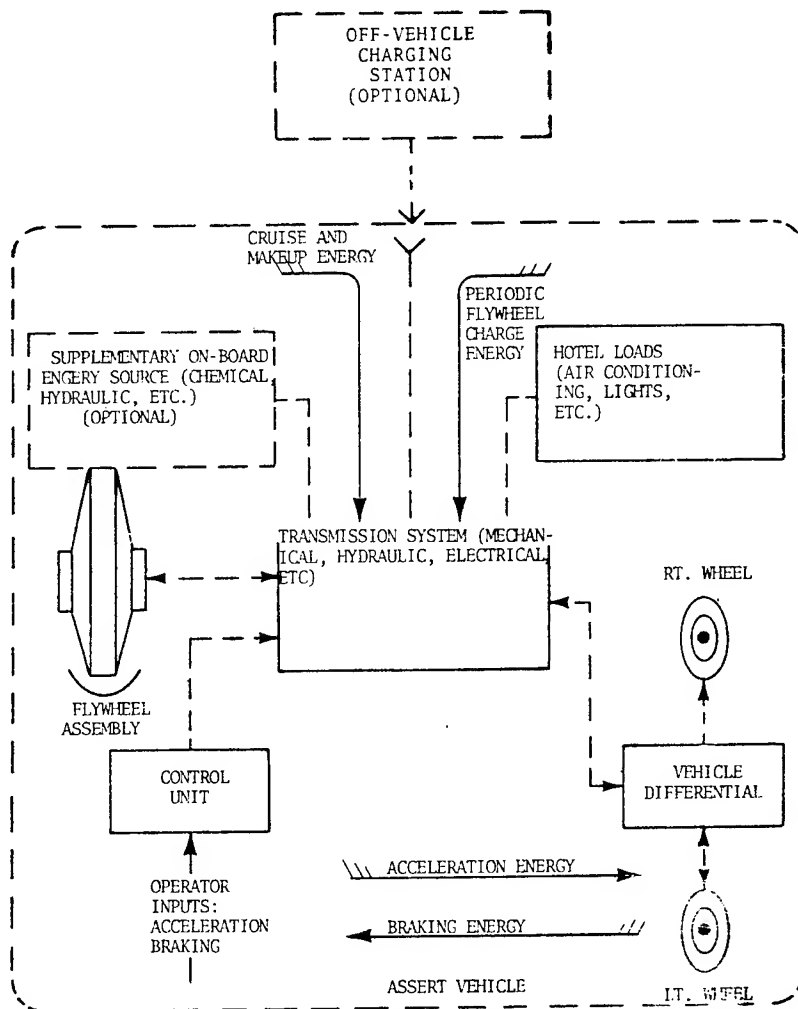 OFF-VEHICLE
CHARGING
STATION
(OPTIONAL)
CRUISE AND
MAKEUP ENERGY
PERIODIC
FLYWHEEL
CHARGE
ENERGY
SUPPLEMENTARY ON-BOARD
ENGERY SOURCE (CHEMICAL,
HYDRAULIC, ETC.)
(OPTIONAL)
HOTEL LOADS
(AIR CONDITION-
ING, LIGHTS,
ETC.)
TRANSMISSION SYSTEM (MECHAN-
ICAL, HYDRAULIC, ELECTRICAL,
ETC)
RT. WHEEL
FLYWHEEL
ASSEMBLY
CONTROL
UNIT
VEHICLE
DIFFERENTIAL
ACCELERATION ENERGY
OPERATOR
INPUTS:
ACCELERATION
BRAKING
BRAKING ENERGY
ASSERT VEHICLE
LT. WHEEL